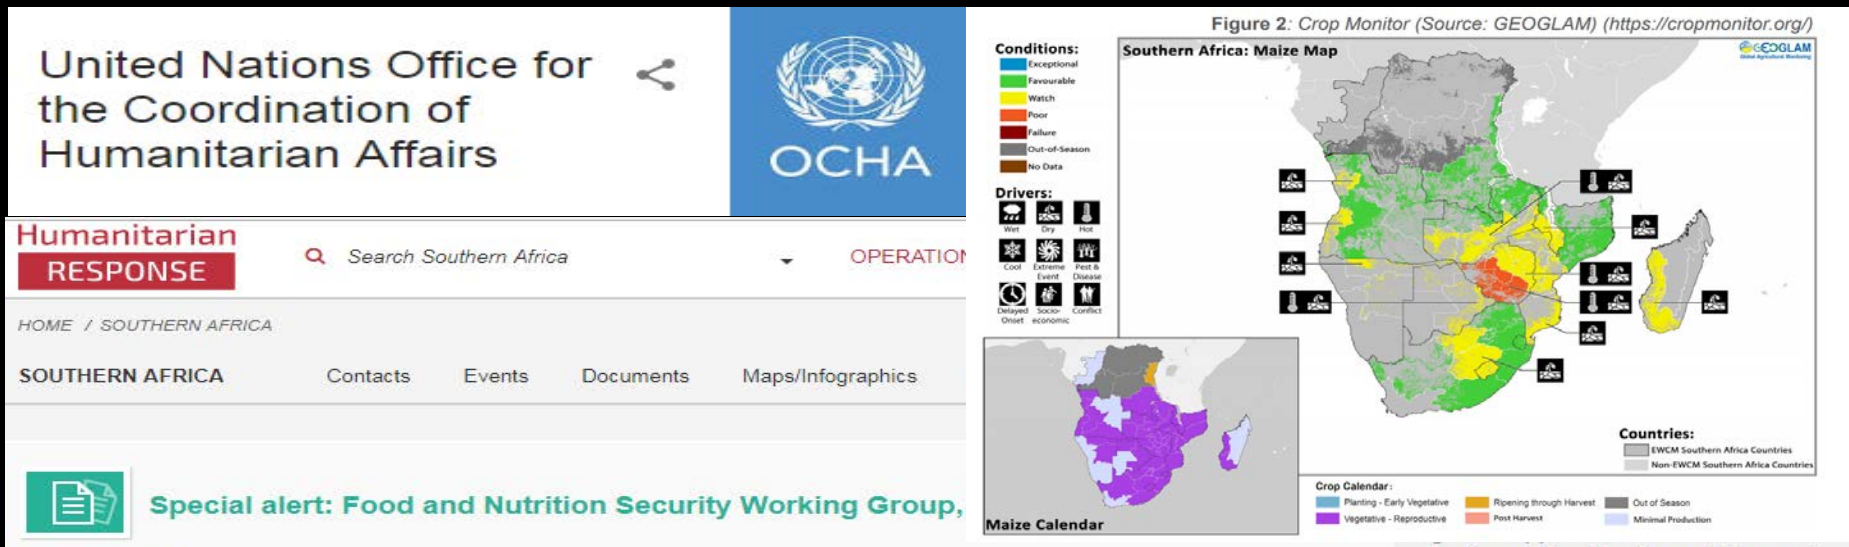 United Nations Office for
the Coordination of
Humanitarian Affairs
OCHA
Humanitarian
RESPONSE
Search Southern Africa
OPERATION
HOME / SOUTHERN AFRICA
SOUTHERN AFRICA Contacts Events Documents Maps/Infographics
Special alert: Food and Nutrition Security Working Group,
Figure 2: Crop Monitor (Source: GEOGLAM) (https://cropmonitor.org/)
Conditions:
Exceptional
Favourable
Watch
Poor
Failure
Out-of-Season
No Data
Drivers:
Wet Dry Hot
Cool Extreme Event Pest & Disease
Delayed Onset Socio-economic Conflict
Southern Africa: Maize Map
GEOGLAM
Global Agricultural Monitoring
Countries:
EWCM Southern Africa Countries
Non-EWCM Southern Africa Countries
Maize Calendar
Crop Calendar:
Planting - Early Vegetative Ripening through Harvest Out of Season
Vegetative - Reproductive Post Harvest Minimal Production